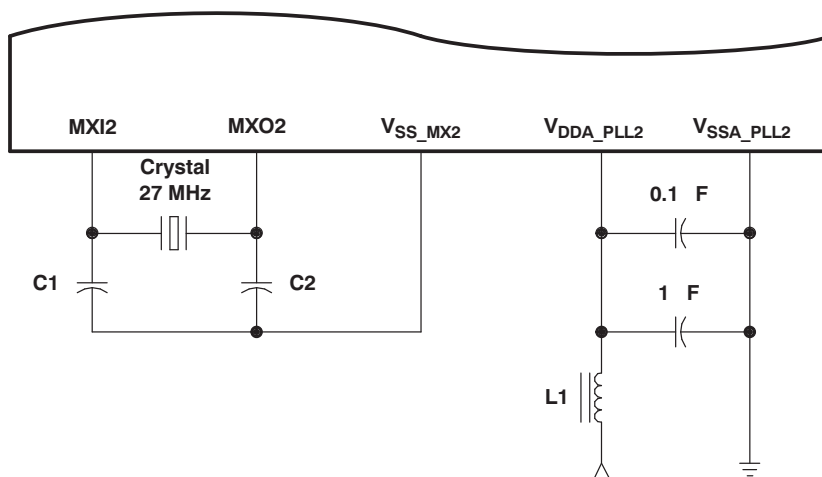 MXI2 MXO2 VSS_MX2 VDDA_PLL2 VSSA_PLL2
Crystal
27 MHz
0.1 F
C1 C2
1 F
L1